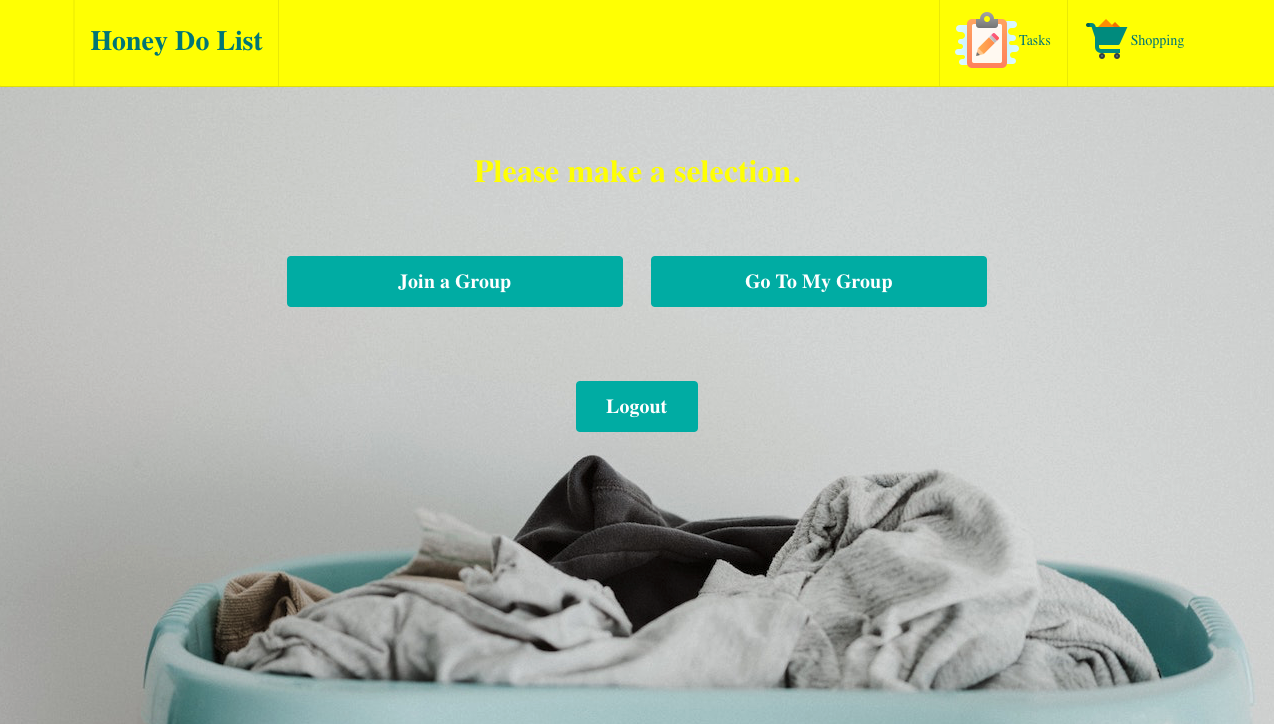 Honey Do List
Tasks
Shopping
Please make a selection.
Join a Group
Go To My Group
Logout